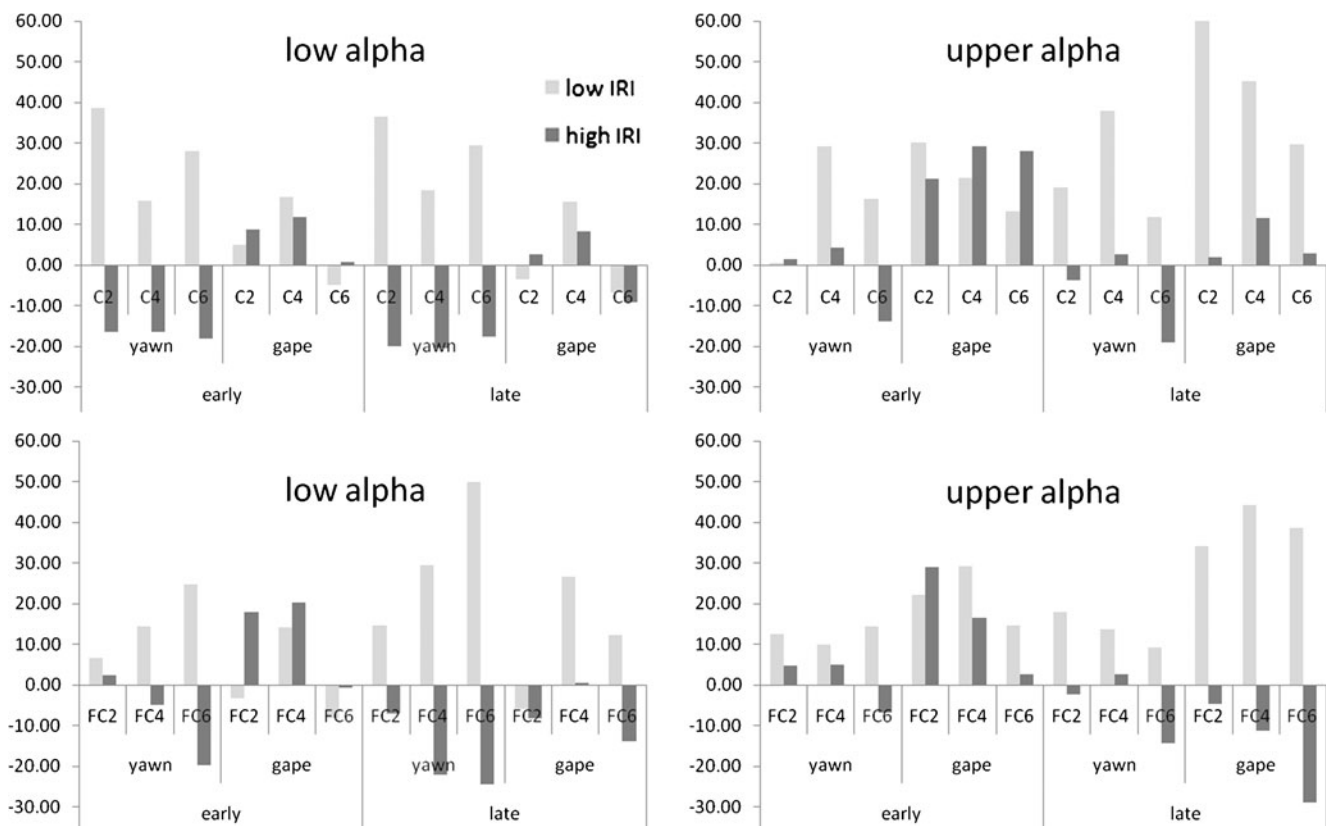 60.00
50.00
40.00
30.00
20.00
10.00
0.00
-10.00
-20.00
-30.00
low alpha
low IRI
high IRI
C2 C4 C6 C2 C4 C6 C2 C4 C6 C2 C4 C6
yawn gape yawn gape
early late
60.00
50.00
40.00
30.00
20.00
10.00
0.00
-10.00
-20.00
-30.00
upper alpha
C2 C4 C6 C2 C4 C6 C2 C4 C6 C2 C4 C6
yawn gape yawn gape
early late
60.00
50.00
40.00
30.00
20.00
10.00
0.00
-10.00
-20.00
-30.00
low alpha
FC2 FC4 FC6 FC2 FC4 FC6 FC2 FC4 FC6 FC2 FC4 FC6
yawn gape yawn gape
early late
60.00
50.00
40.00
30.00
20.00
10.00
0.00
-10.00
-20.00
-30.00
upper alpha
FC2 FC4 FC6 FC2 FC4 FC6 FC2 FC4 FC6 FC2 FC4 FC6
yawn gape yawn gape
early late